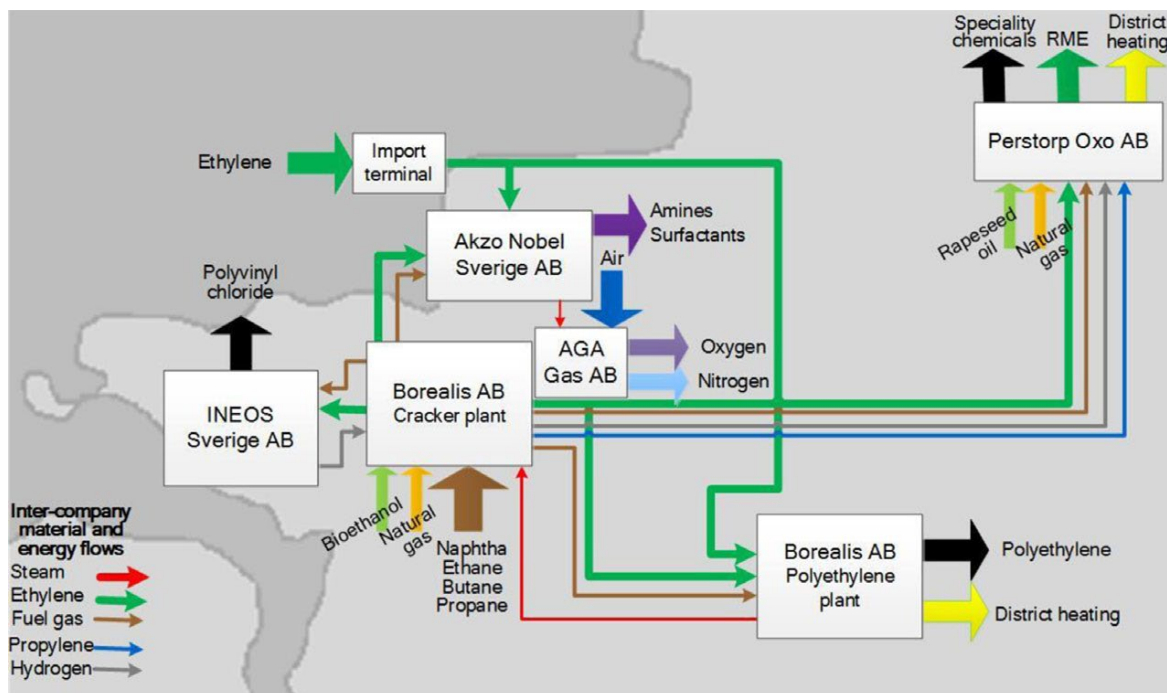 Speciality
chemicals
RME
District
heating
Perstorp Oxo AB
Rapeseed
oil
Natural
gas
Ethylene
Import
terminal
Akzo Nobel
Sverige AB
Amines
Surfactants
Air
Polyvinyl
chloride
AGA
Gas AB
Oxygen
Nitrogen
INEOS
Sverige AB
Borealis AB
Cracker plant
Bioethanol
Natural
gas
Naphtha
Ethane
Butane
Propane
Borealis AB
Polyethylene
plant
Polyethylene
District heating
Inter-company
material and
energy flows
Steam
Ethylene
Fuel gas
Propylene
Hydrogen